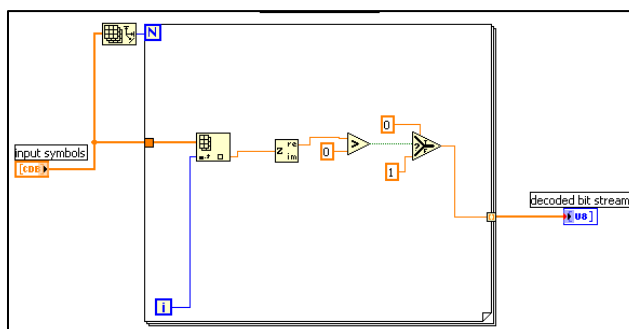 N
input symbols
[CDB]
z
re
im
>
0
0
?
T
F
1
decoded bit stream
[U8]
i